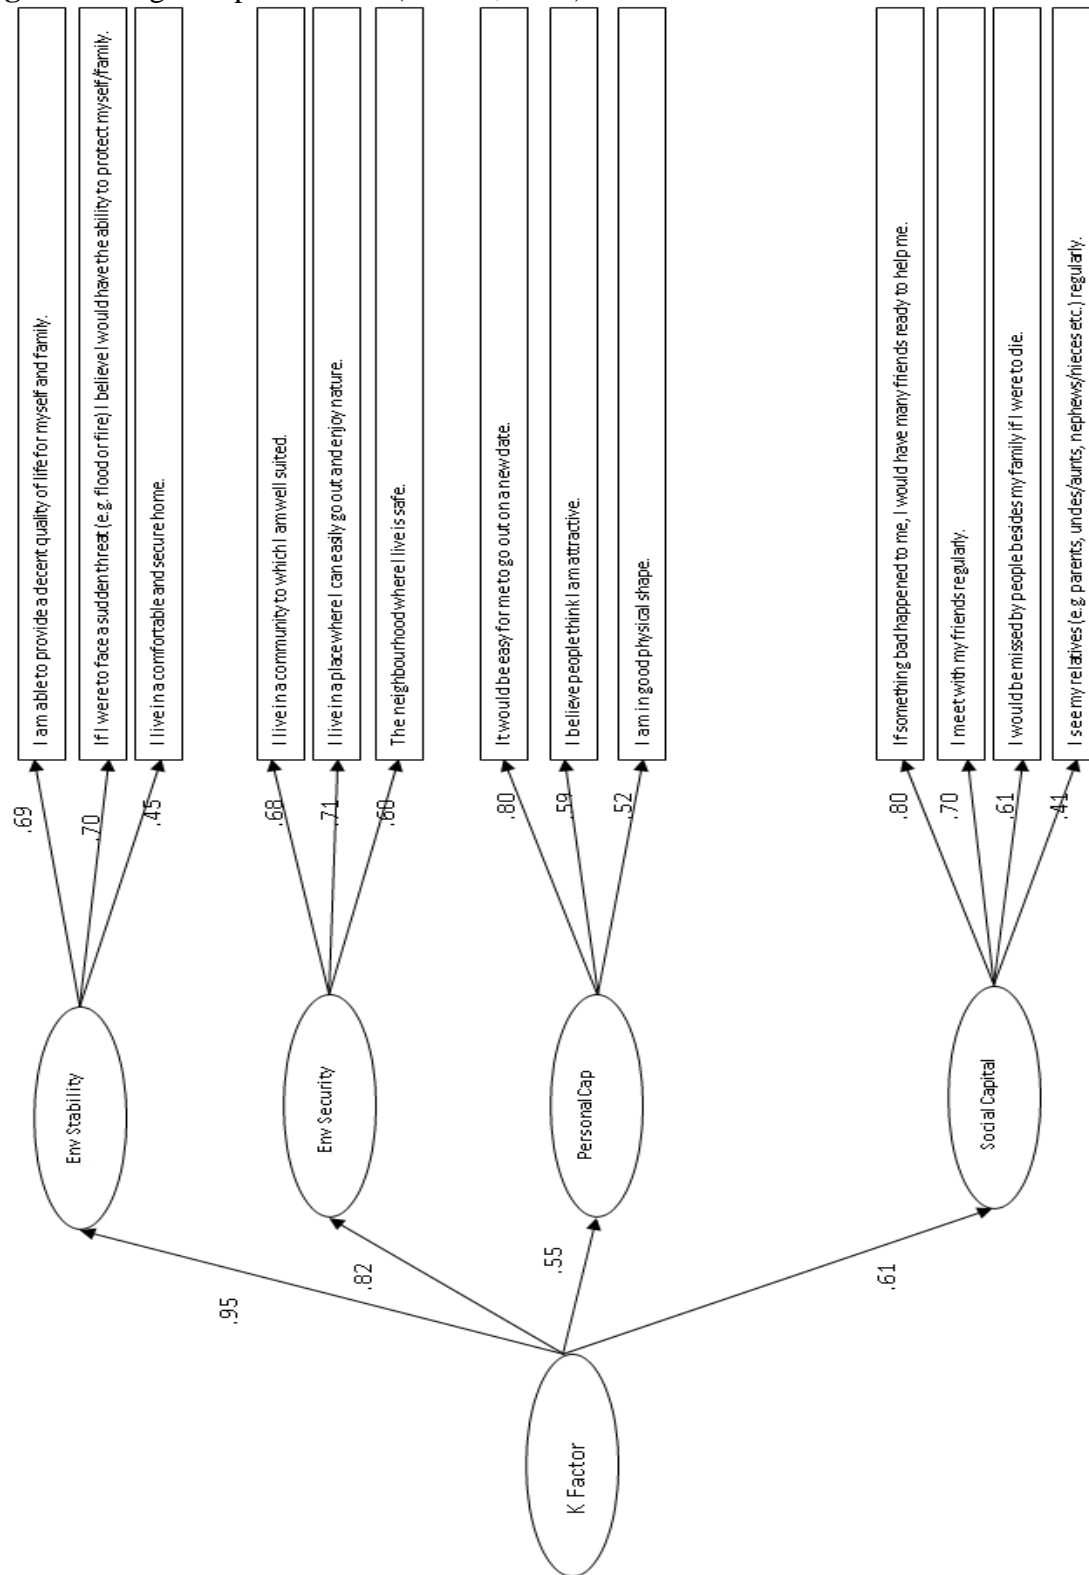 K Factor
.95
.82
.55
.61
Env Stability
.69
.70
.45
I am able to provide a decent quality of life for myself and family.
If I were to face a sudden threat (e.g. flood or fire) I believe I would have the ability to protect myself/family.
I live in a comfortable and secure home.
Env Security
.68
.71
.60
I live in a community to which I am well suited.
I live in a place where I can easily go out and enjoy nature.
The neighbourhood where I live is safe.
Personal Cap
.80
.59
.52
It would be easy for me to go out on a new date.
I believe people think I am attractive.
I am in good physical shape.
Social Capital
.80
.70
.61
.41
If something bad happened to me, I would have many friends ready to help me.
I meet with my friends regularly.
I would be missed by people besides my family if I were to die.
I see my relatives (e.g. parents, uncles/aunts, nephews/nieces etc.) regularly.